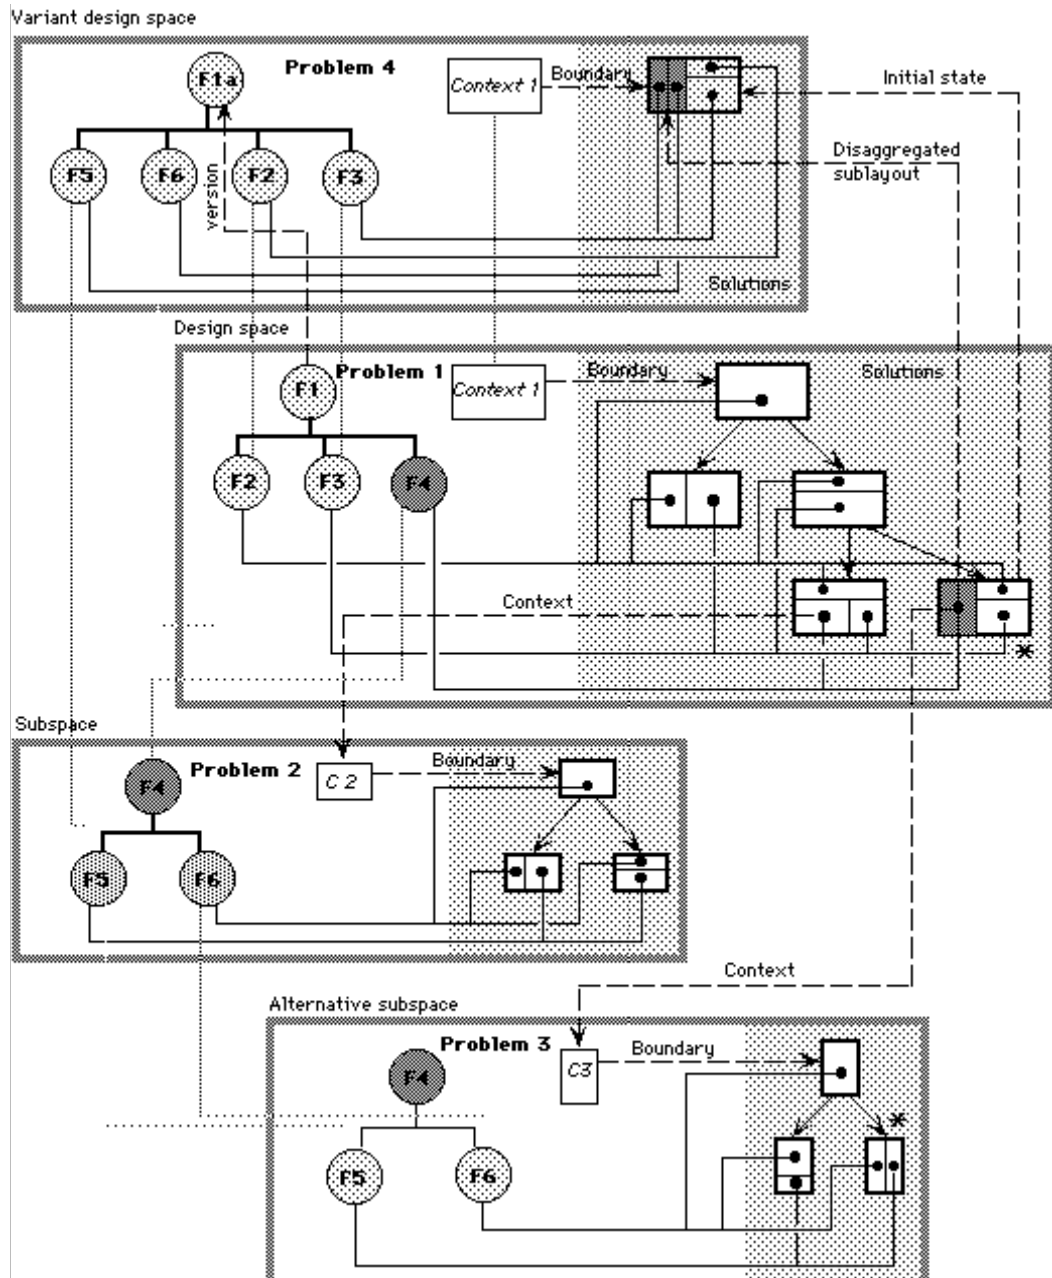 Variant design space
F1a
Problem 4
Context 1
Boundary
Initial state
Disaggregated
sublayout
F5
F6
F2
F3
version
Solutions
Design space
F1
Problem 1
Context 1
Boundary
Solutions
F2
F3
F4
Context
*
Subspace
F4
Problem 2
C 2
Boundary
F5
F6
Context
Alternative subspace
F4
Problem 3
C3
Boundary
*
F5
F6